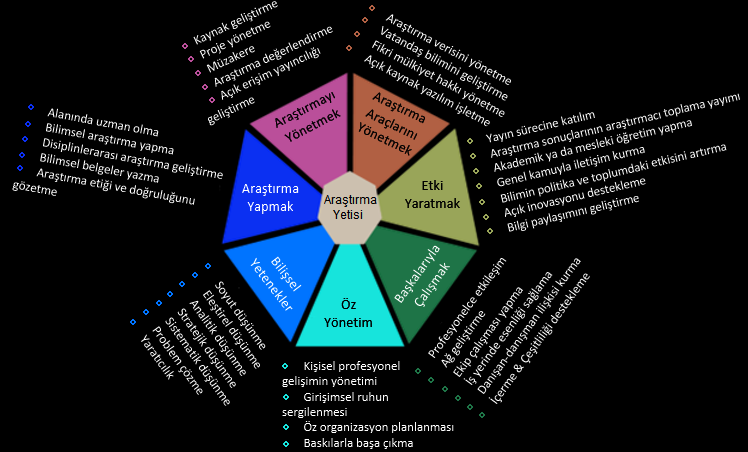 Kaynak geliştirme
Proje yönetme
Müzakere
Araştırma değerlendirme
Açık erişim yayıncılığı
geliştirme
Araştırma verisini yönetme
Vatandaş bilimini geliştirme
Fikri mülkiyet hakkı yönetme
Açık kaynak yazılım işletme
Alanında uzman olma
Bilimsel araştırma yapma
Disiplinlerarası araştırma geliştirme
Bilimsel belgeler yazma
Araştırma etiği ve doğruluğunu
gözetme
Yayın sürecine katılım
Araştırma sonuçlarının araştırmacı toplama yayımı
Akademik ya da mesleki öğretim yapma
Genel kamuyla iletişim kurma
Bilimin politika ve toplumdaki etkisini artırma
Açık inovasyonu destekleme
Bilgi paylaşımını geliştirme
Araştırmayı
Yönetmek
Araştırma
Araçlarını
Yönetmek
Araştırma
Yapmak
Araştırma
Yetisi
Etki
Yaratmak
Bilişsel
Yetenekler
Öz
Yönetim
Başkalarıyla
Çalışmak
Soyut düşünme
Eleştirel düşünme
Analitik düşünme
Stratejik düşünme
Sistematik düşünme
Problem çözme
Yaratıcılık
Kişisel profesyonel
gelişimin yönetimi
Girişimsel ruhun
sergilenmesi
Öz organizasyon planlanması
Baskılarla başa çıkma
Profesyonelce etkileşim
Ağ geliştirme
Ekip çalışması yapma
İş yerinde esenliği sağlama
Danışan-danışman ilişkisi kurma
İçerme & Çeşitliliği destekleme